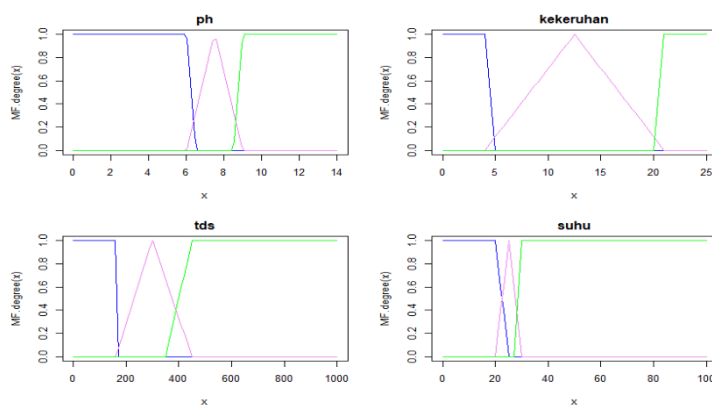 ph
MF.degree(x)
0.0 0.2 0.4 0.6 0.8 1.0
0 2 4 6 8 10 12 14
x
kekeruhan
MF.degree(x)
0.0 0.2 0.4 0.6 0.8 1.0
0 5 10 15 20 25
x
tds
MF.degree(x)
0.0 0.2 0.4 0.6 0.8 1.0
0 200 400 600 800 1000
x
suhu
MF.degree(x)
0.0 0.2 0.4 0.6 0.8 1.0
0 20 40 60 80 100
x